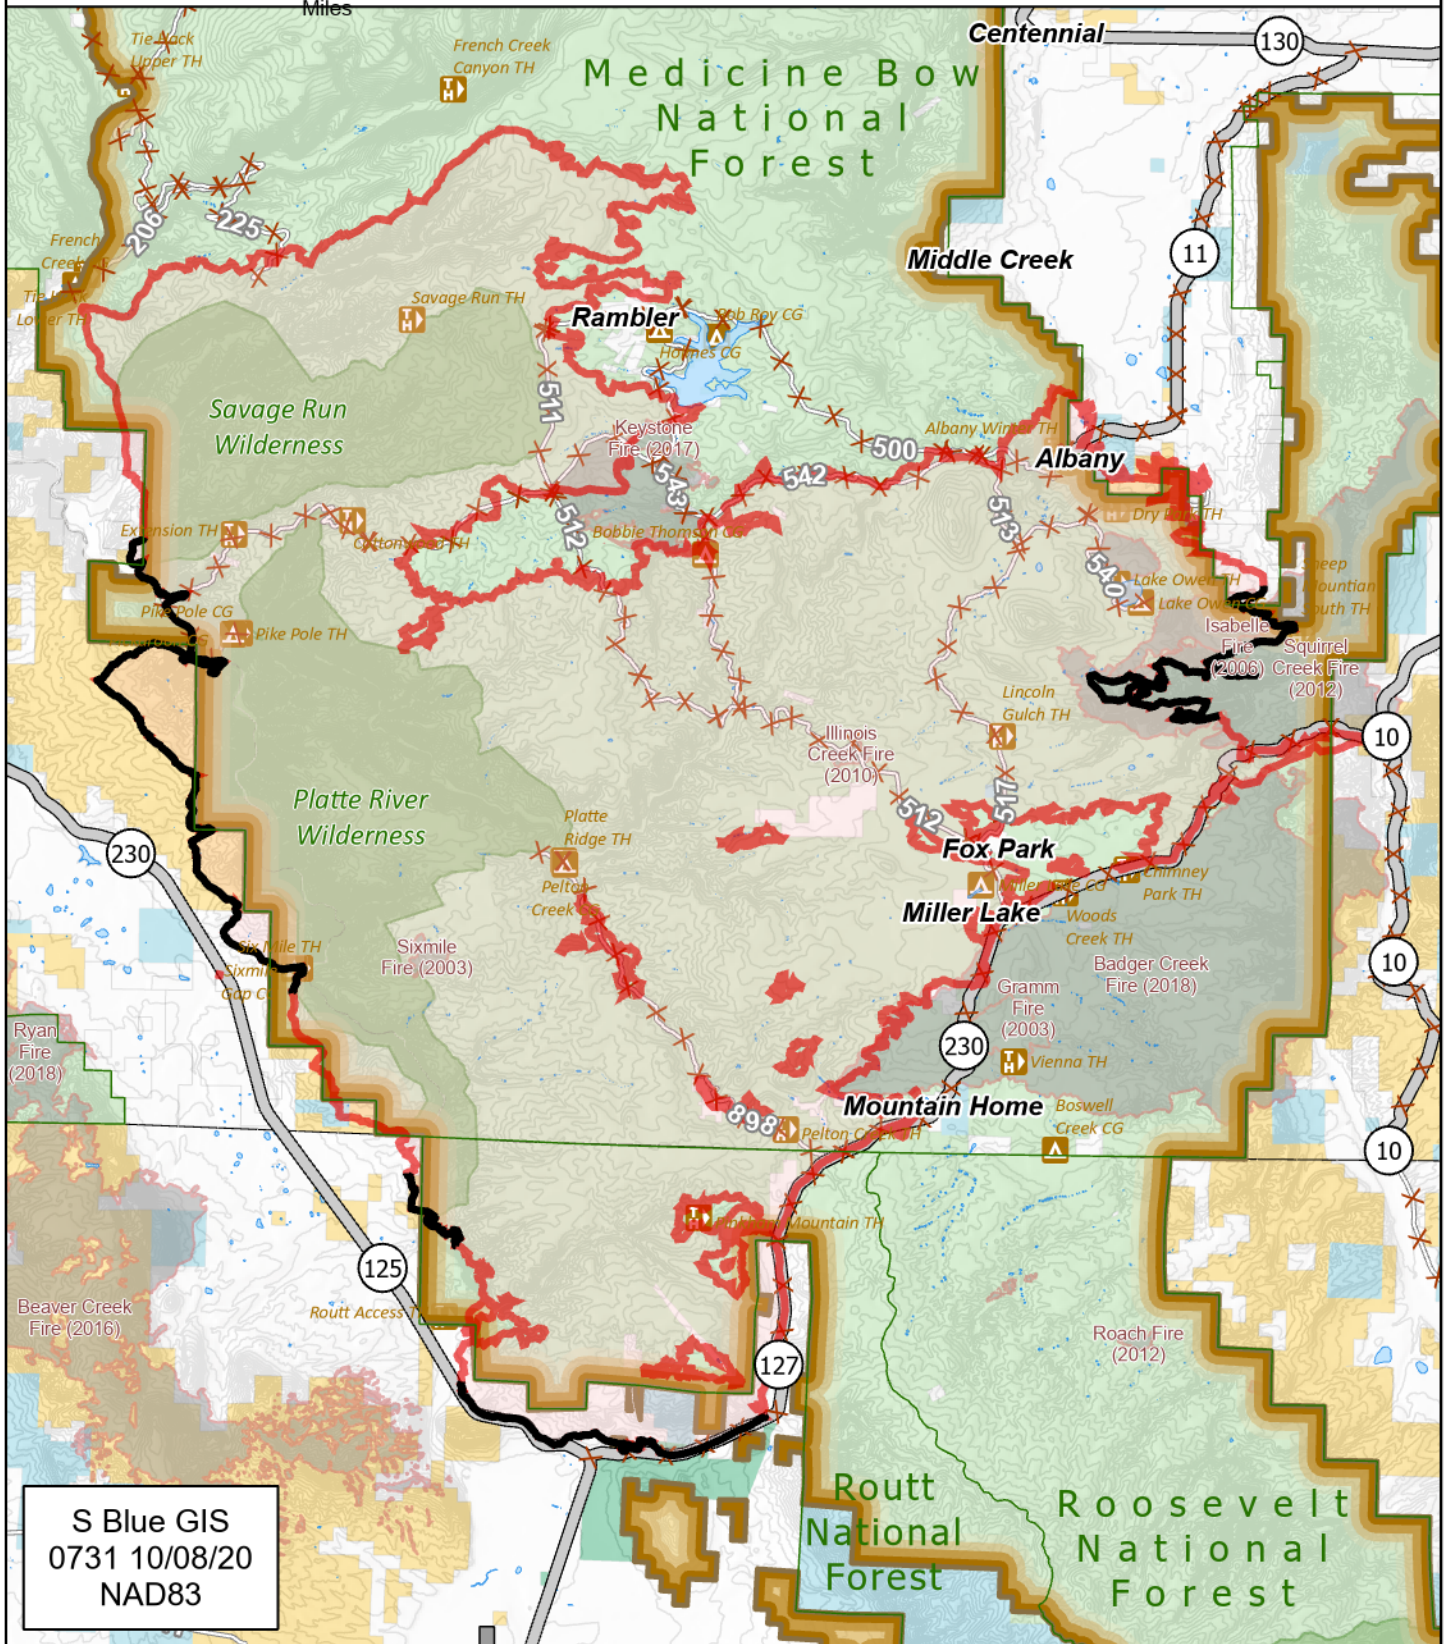 Miles
Centennial
130
Tie Hack
Upper TH
French Creek
Canyon TH
Medicine Bow
National
Forest
206
225
French
Creek
Middle Creek
11
Lower TH
Savage Run TH
Rambler
Rob Roy CG
Holmes CG
511
Savage Run
Wilderness
Keystone
Fire (2017)
Albany Winter TH
500
Albany
542
543
512
513
Extension TH
Bobbie Thomson CG
Dry Park TH
540
Lake Owen TH
Lake Owen CG
Sheep
Mountian
South TH
Pike Pole CG
Pike Pole TH
Isabelle
Fire
(2006)
Squirrel
Creek Fire
(2012)
Lincoln
Gulch TH
Illinois
Creek Fire
(2010)
10
Platte River
Wilderness
517
512
Platte
Ridge TH
Fox Park
230
Pelton
Creek CG
Miller Lake CG
Chimney
Park TH
Miller Lake
Woods
Creek TH
Six Mile TH
Sixmile
Gap CG
Sixmile
Fire (2003)
Badger Creek
Fire (2018)
10
Gramm
Fire
(2003)
Ryan
Fire
(2018)
230
Vienna TH
898
Mountain Home
Boswell
Creek CG
Pelton Creek TH
10
Mountain TH
125
Beaver Creek
Fire (2016)
Routt Access T
Roach Fire
(2012)
127
Routt
National
Forest
Roosevelt
National
Forest
S Blue GIS
0731 10/08/20
NAD83